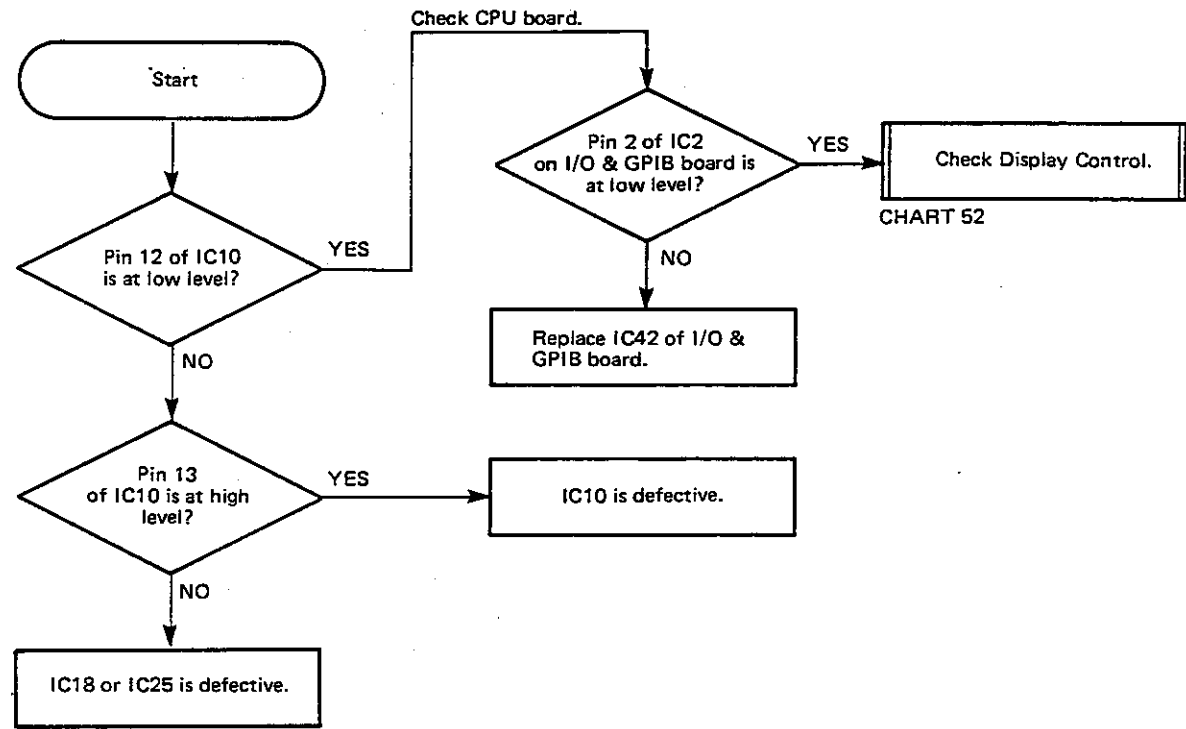 Check CPU board.
Start
Pin 2 of IC2
on I/O & GPIB board is
at low level?
YES
Check Display Control.
CHART 52
Pin 12 of IC10
is at low level?
YES
NO
Replace IC42 of I/O &
GPIB board.
NO
Pin 13
of IC10 is at high
level?
YES
IC10 is defective.
NO
IC18 or IC25 is defective.